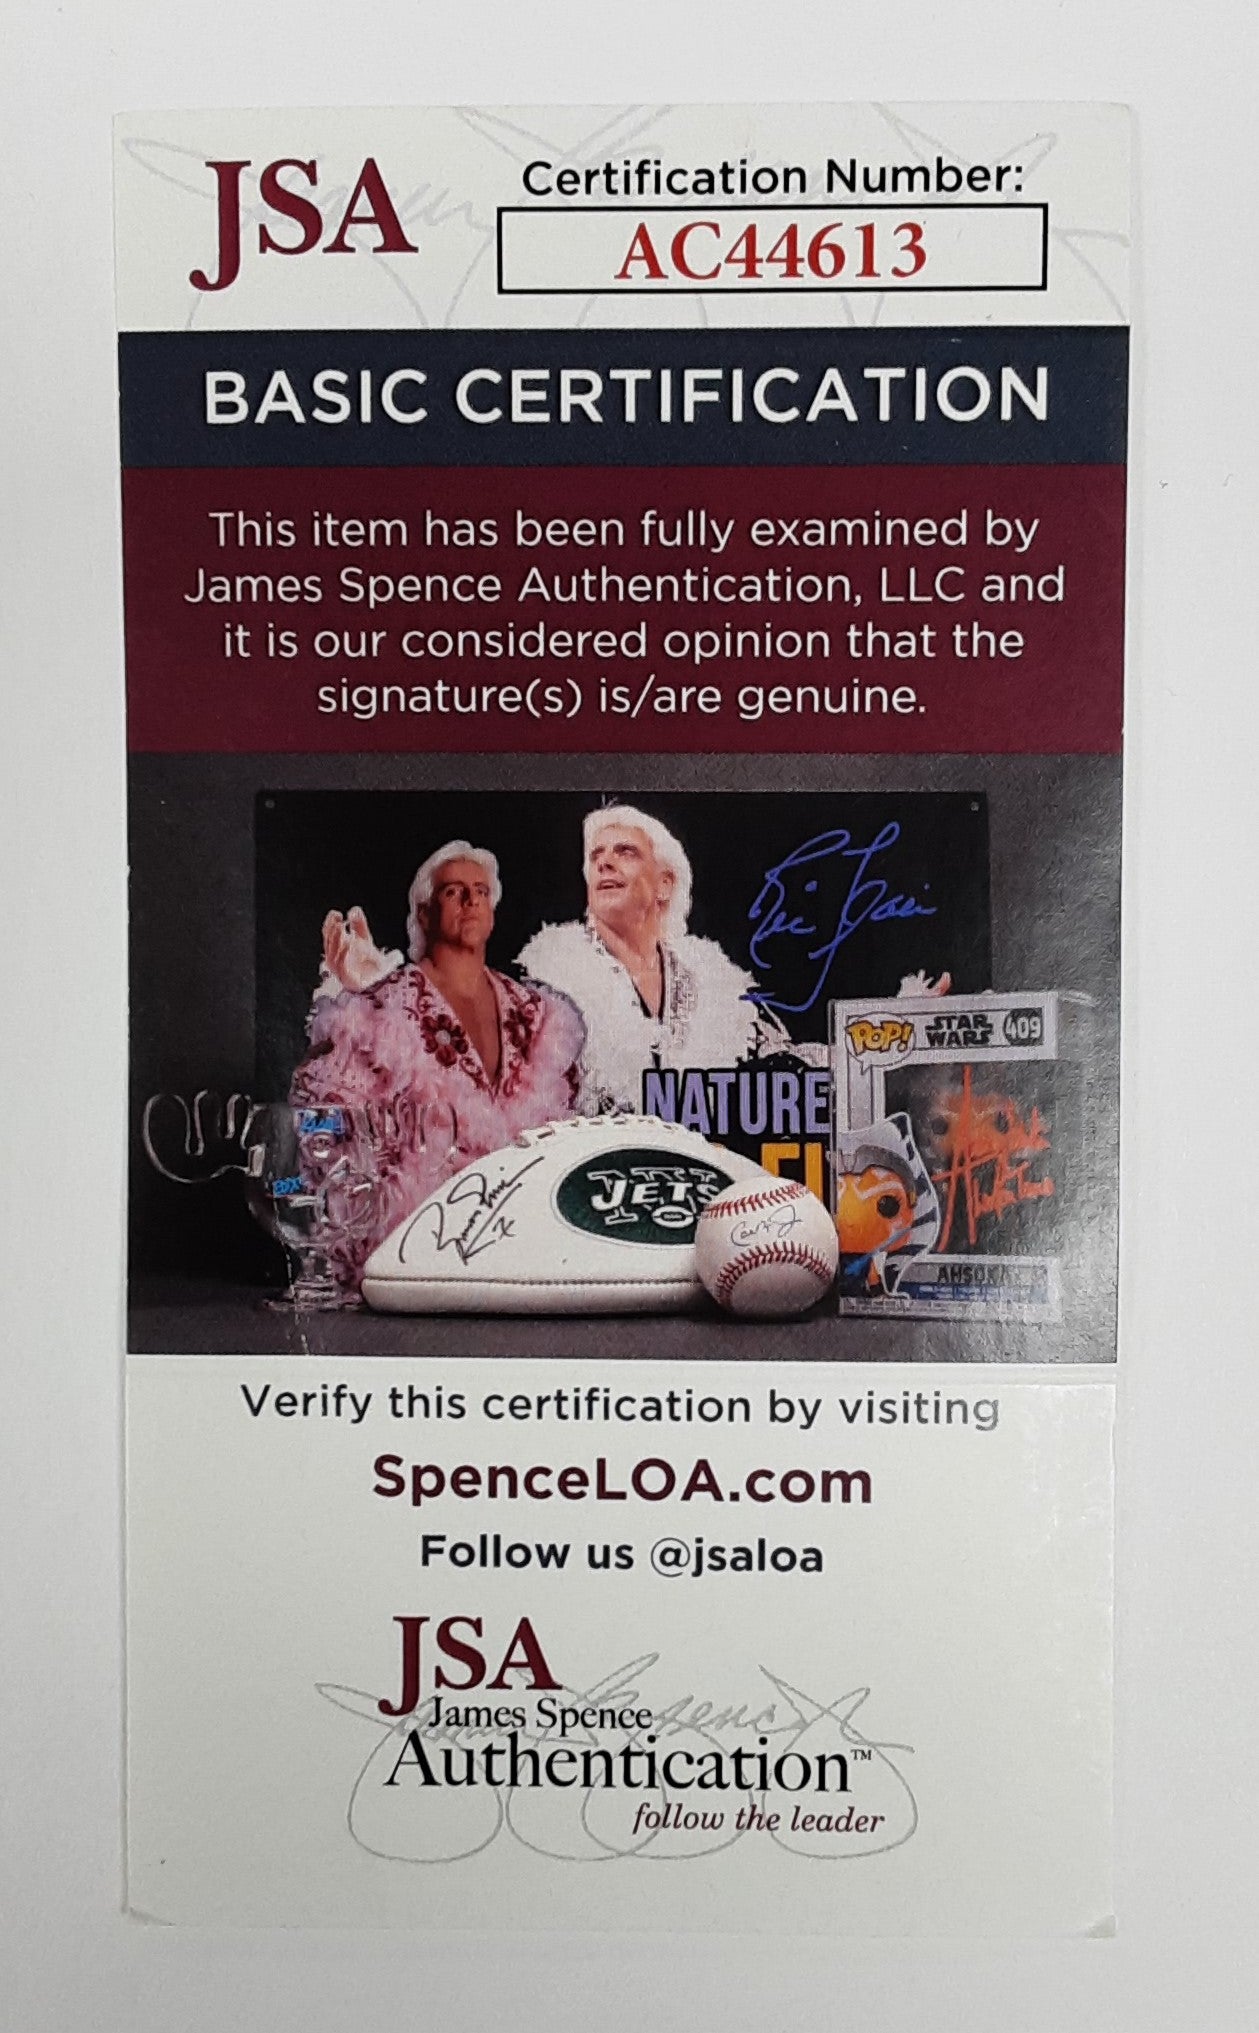 JSA
Certification Number:
AC44613
BASIC CERTIFICATION
This item has been fully examined by
James Spence Authentication, LLC and
it is our considered opinion that the
signature(s) is/are genuine.
Ric Flair
POP! STAR WARS 409
NATURE
JETS
AHSOKA
Verify this certification by visiting
SpenceLOA.com
Follow us @jsaloa
JSA
James Spence
Authentication™
follow the leader